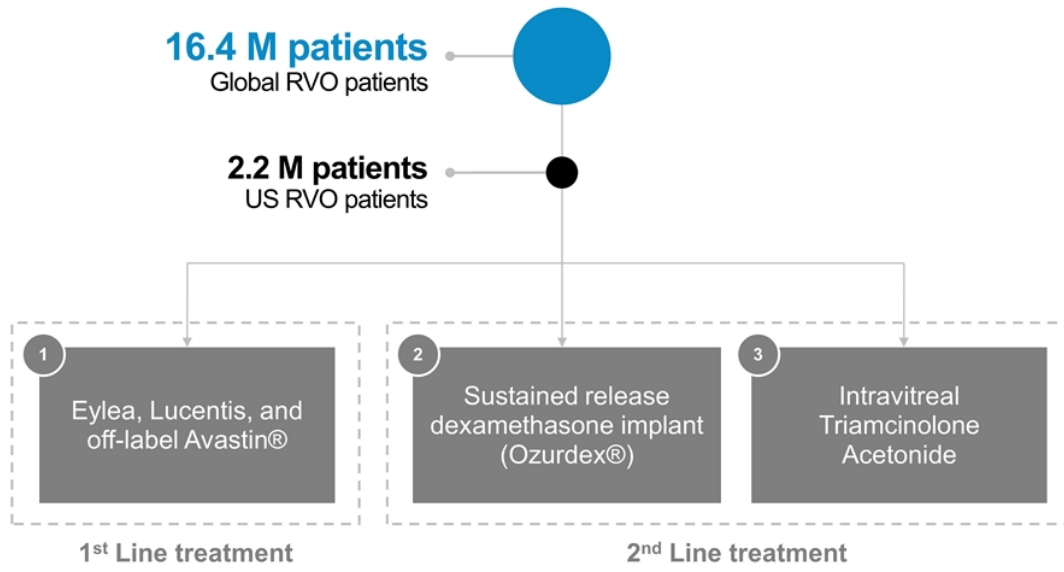 16.4 M patients
Global RVO patients
2.2 M patients
US RVO patients
1
Eylea, Lucentis, and
off-label Avastin®
1st Line treatment
2
Sustained release
dexamethasone implant
(Ozurdex®)
3
Intravitreal
Triamcinolone
Acetonide
2nd Line treatment